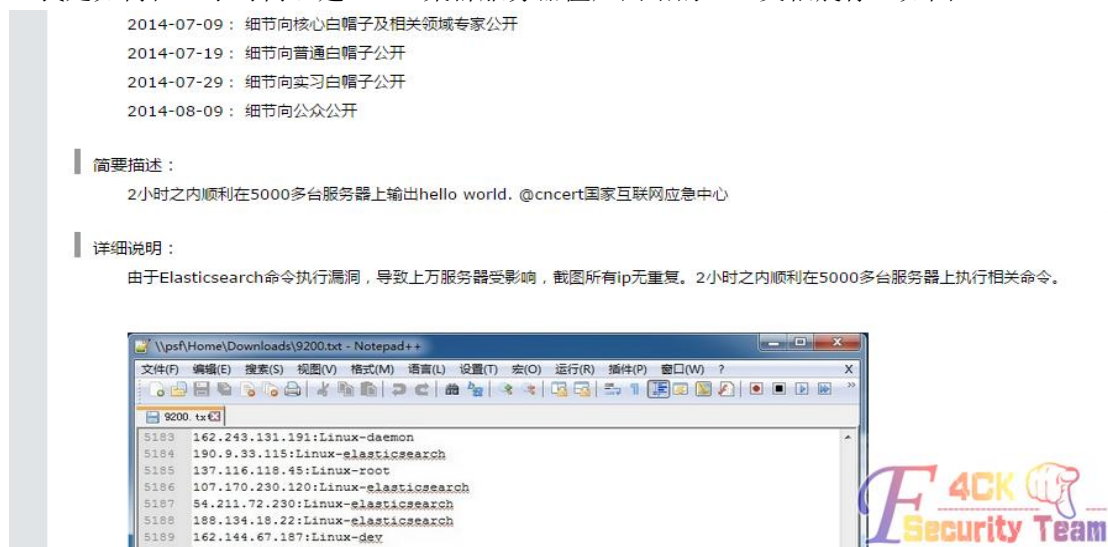 2014-07-09： 细节向核心白帽子及相关领域专家公开
2014-07-19： 细节向普通白帽子公开
2014-07-29： 细节向实习白帽子公开
2014-08-09： 细节向公众公开
简要描述：
2小时之内顺利在5000多台服务器上输出hello world. @cncert国家互联网应急中心
详细说明：
由于Elasticsearch命令执行漏洞，导致上万服务器受影响，截图所有ip无重复。2小时之内顺利在5000多台服务器上执行相关命令。
\\psf\Home\Downloads\9200.txt - Notepad++
文件(F) 编辑(E) 搜索(S) 视图(V) 格式(M) 语言(L) 设置(T) 宏(O) 运行(R) 插件(P) 窗口(W) ? X
9200.txt
5183 162.243.131.191:Linux-daemon
5184 190.9.33.115:Linux-elasticsearch
5185 137.116.118.45:Linux-root
5186 107.170.230.120:Linux-elasticsearch
5187 54.211.72.230:Linux-elasticsearch
5188 188.134.18.22:Linux-elasticsearch
5189 162.144.67.187:Linux-dev
F4CK
Security Team